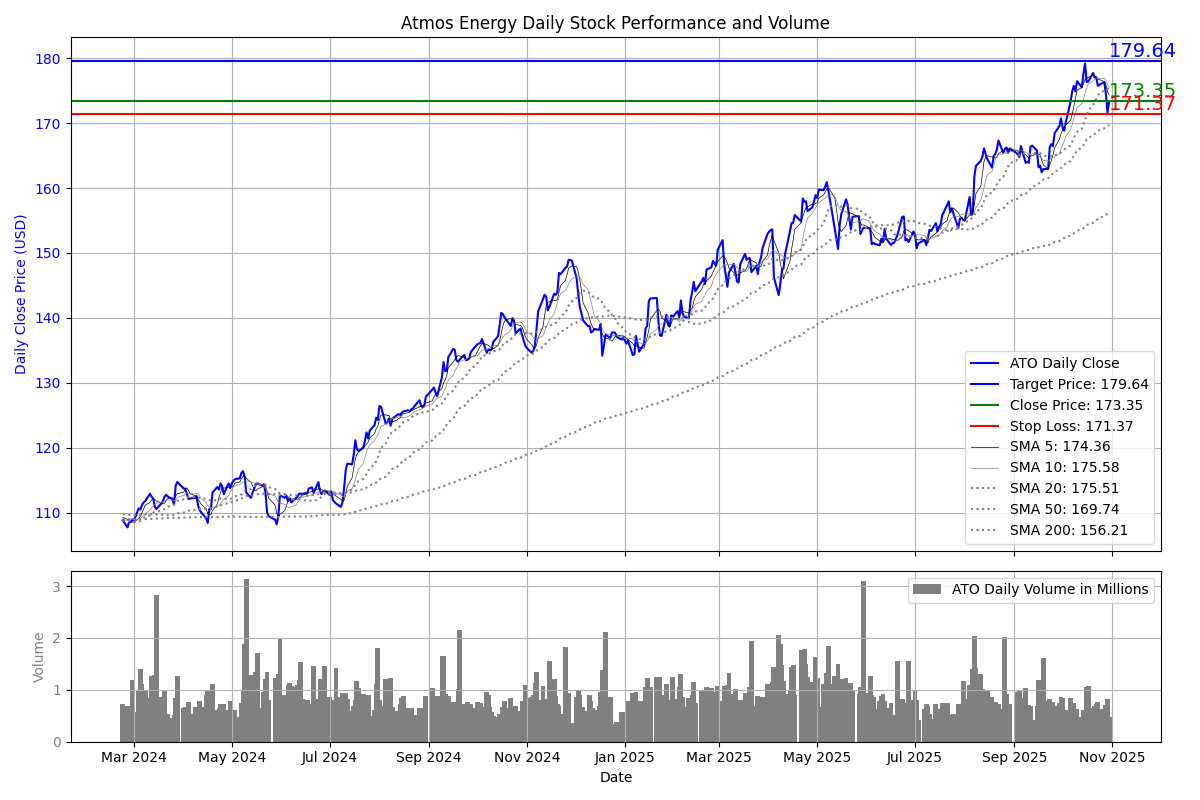 Atmos Energy Daily Stock Performance and Volume
Daily Close Price (USD)
180
170
160
150
140
130
120
110
179.64
173.35
171.37
ATO Daily Close
Target Price: 179.64
Close Price: 173.35
Stop Loss: 171.37
SMA 5: 174.36
SMA 10: 175.58
SMA 20: 175.51
SMA 50: 169.74
SMA 200: 156.21
Volume
3
2
1
0
ATO Daily Volume in Millions
Mar 2024 May 2024 Jul 2024 Sep 2024 Nov 2024 Jan 2025 Mar 2025 May 2025 Jul 2025 Sep 2025 Nov 2025
Date